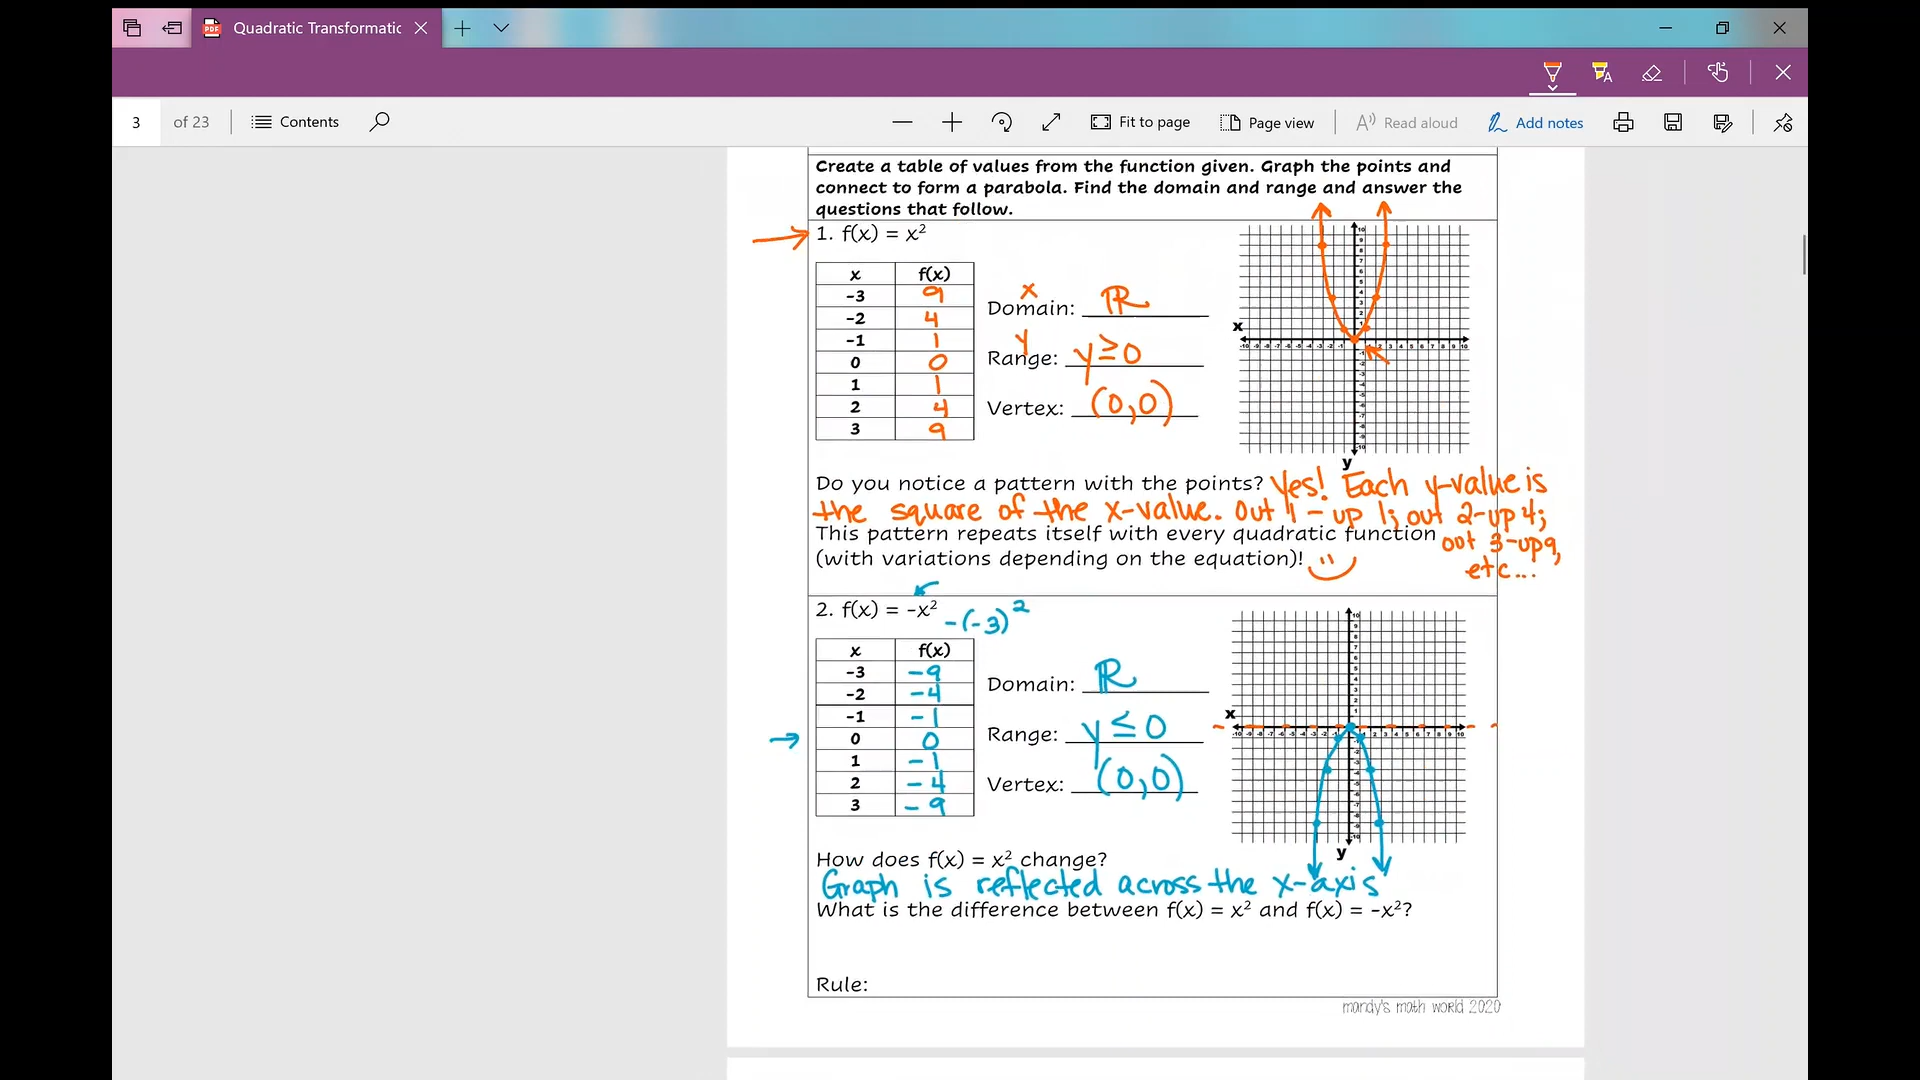 Quadratic Transformatic
3 of 23 Contents Fit to page Page view Read aloud Add notes
Create a table of values from the function given. Graph the points and
connect to form a parabola. Find the domain and range and answer the
questions that follow.
1. f(x) = x²
x f(x)
-3 9
-2 4
-1 1
0 0
1 1
2 4
3 9
x
Domain: ℝ
y
Range: y ≥ 0
Vertex: (0,0)
x
y
Do you notice a pattern with the points? Yes! Each y-value is
the square of the x-value. Out 1 - up 1; out 2-up 4;
This pattern repeats itself with every quadratic function out 3-up 9,
(with variations depending on the equation)! etc...
2. f(x) = -x² -(-3)²
x f(x)
-3 -9
-2 -4
-1 -1
0 0
1 -1
2 -4
3 -9
Domain: ℝ
Range: y ≤ 0
Vertex: (0,0)
x
y
How does f(x) = x² change?
Graph is reflected across the x-axis
What is the difference between f(x) = x² and f(x) = -x²?
Rule:
mandy's math world 2020